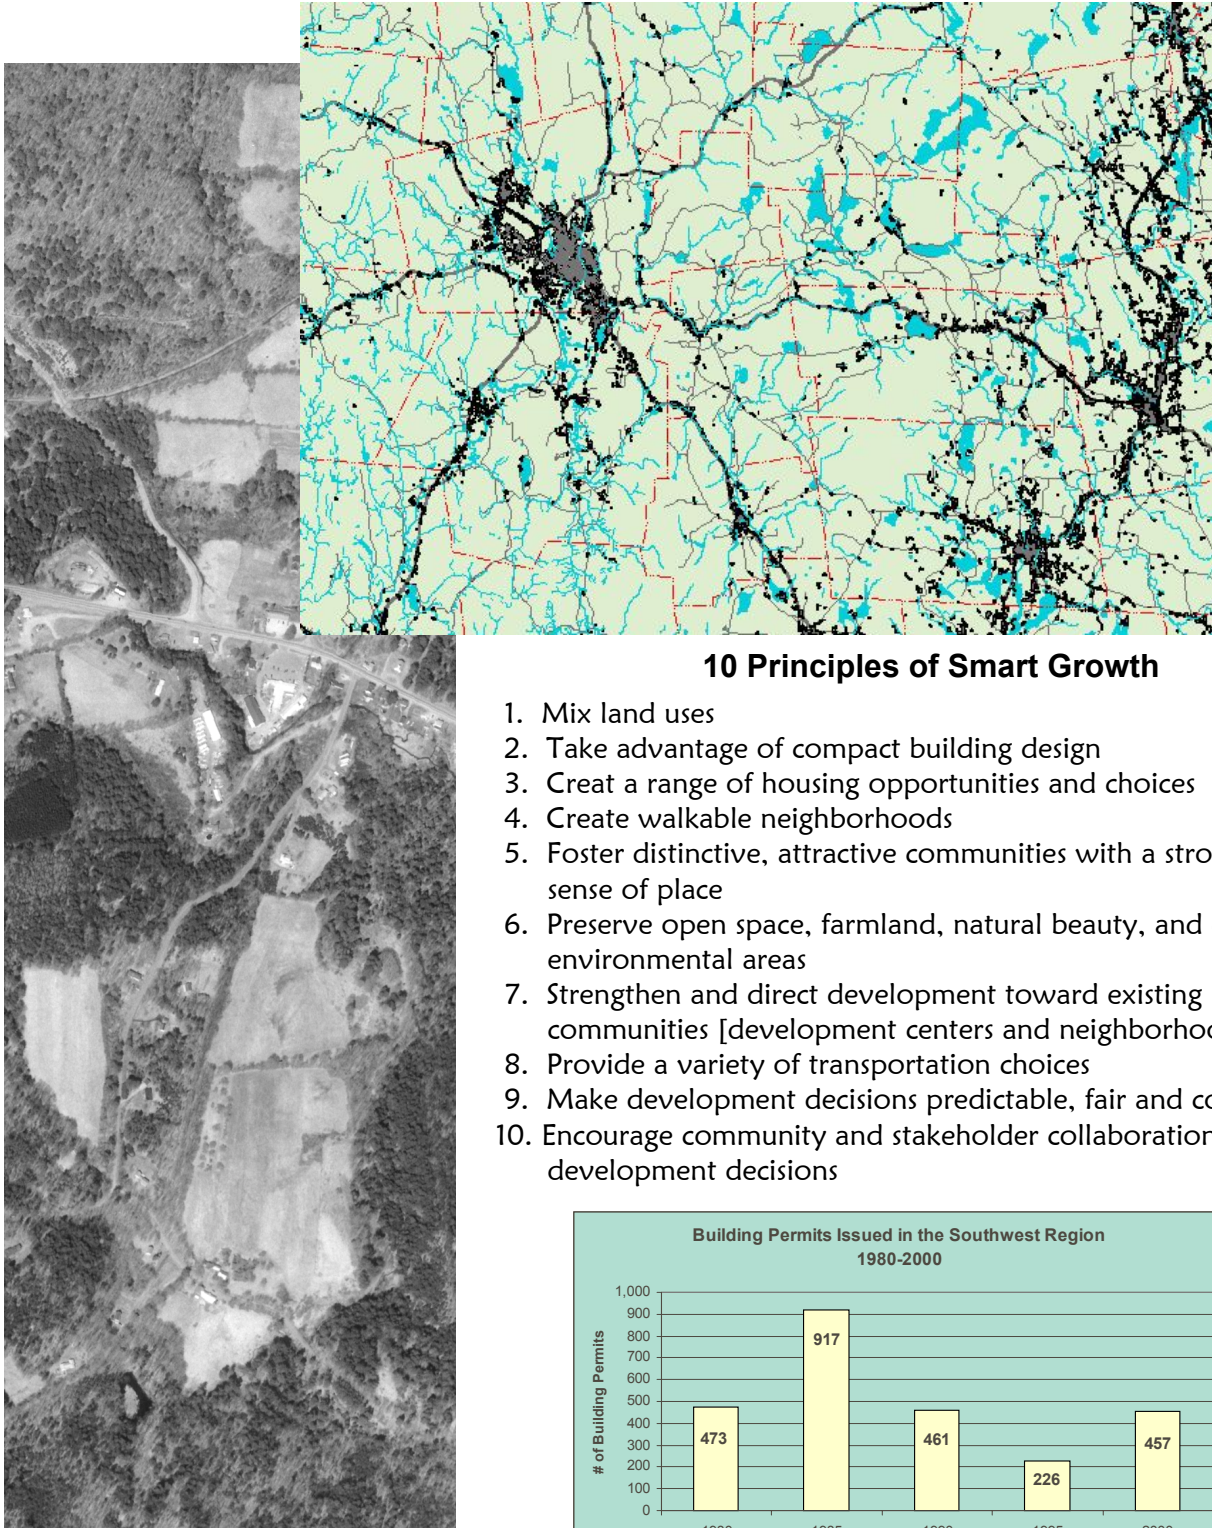 10 Principles of Smart Growth
1. Mix land uses
2. Take advantage of compact building design
3. Creat a range of housing opportunities and choices
4. Create walkable neighborhoods
5. Foster distinctive, attractive communities with a
sense of place
6. Preserve open space, farmland, natural beauty, and
environmental areas
7. Strengthen and direct development toward existing
communities [development centers and
8. Provide a variety of transportation choices
9. Make development decisions predictable, fair and
10. Encourage community and stakeholder collaboration
development decisions
Building Permits Issued in the Southwest Region
1980-2000
# of Building Permits
1,000
900
800
700
600
500
400
300
200
100
0
473
917
461
226
457